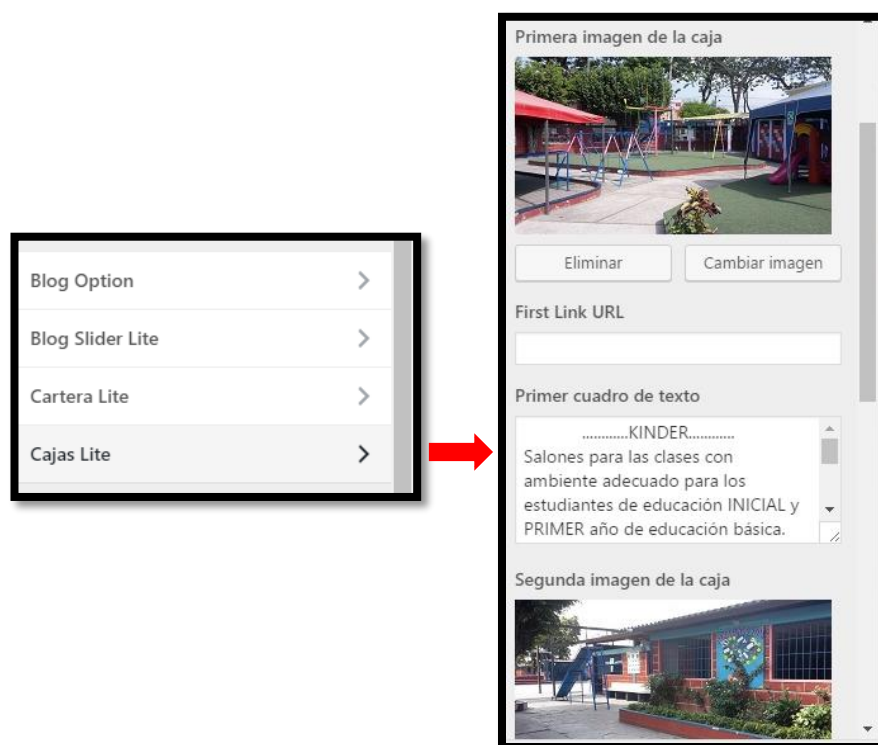 Blog Option
Blog Slider Lite
Cartera Lite
Cajas Lite
Primera imagen de la caja
Eliminar
Cambiar imagen
First Link URL
Primer cuadro de texto
............KINDER............
Salones para las clases con
ambiente adecuado para los
estudiantes de educación INICIAL y
PRIMER año de educación básica.
Segunda imagen de la caja